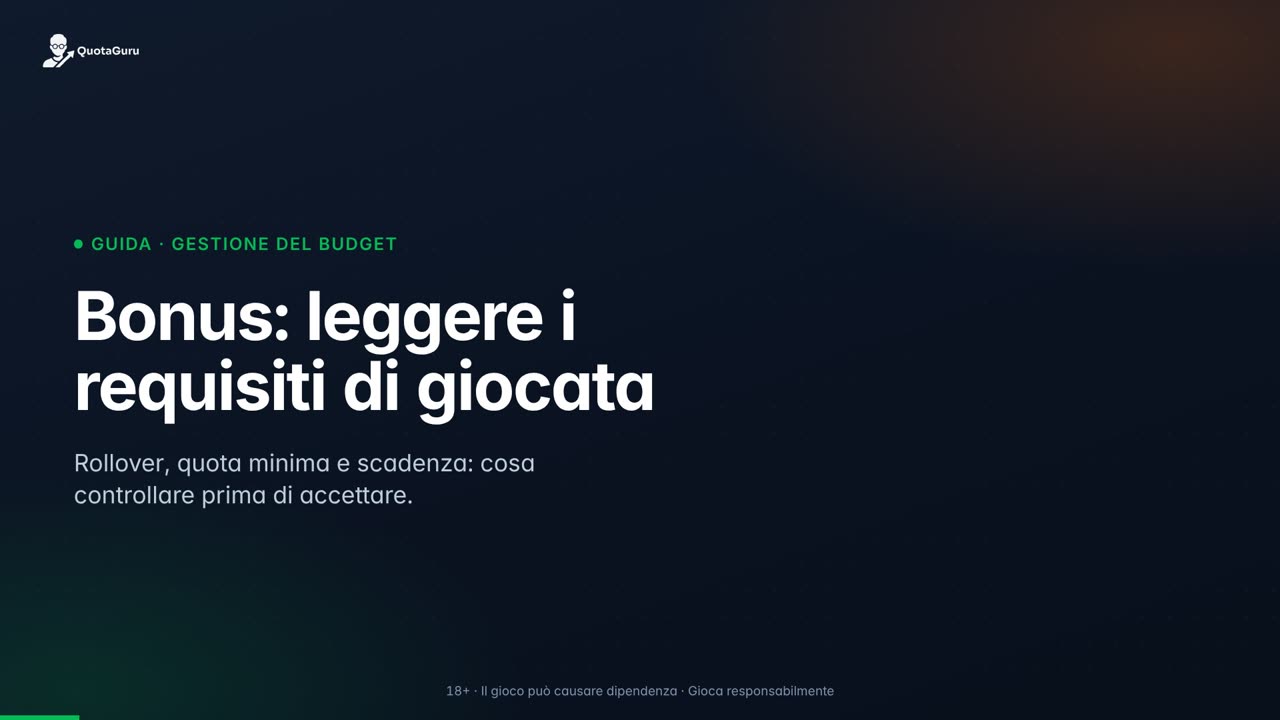 QuotaGuru
GUIDA · GESTIONE DEL BUDGET
Bonus: leggere i
requisiti di giocata
Rollover, quota minima e scadenza: cosa
controllare prima di accettare.
18+ · Il gioco può causare dipendenza · Gioca responsabilmente